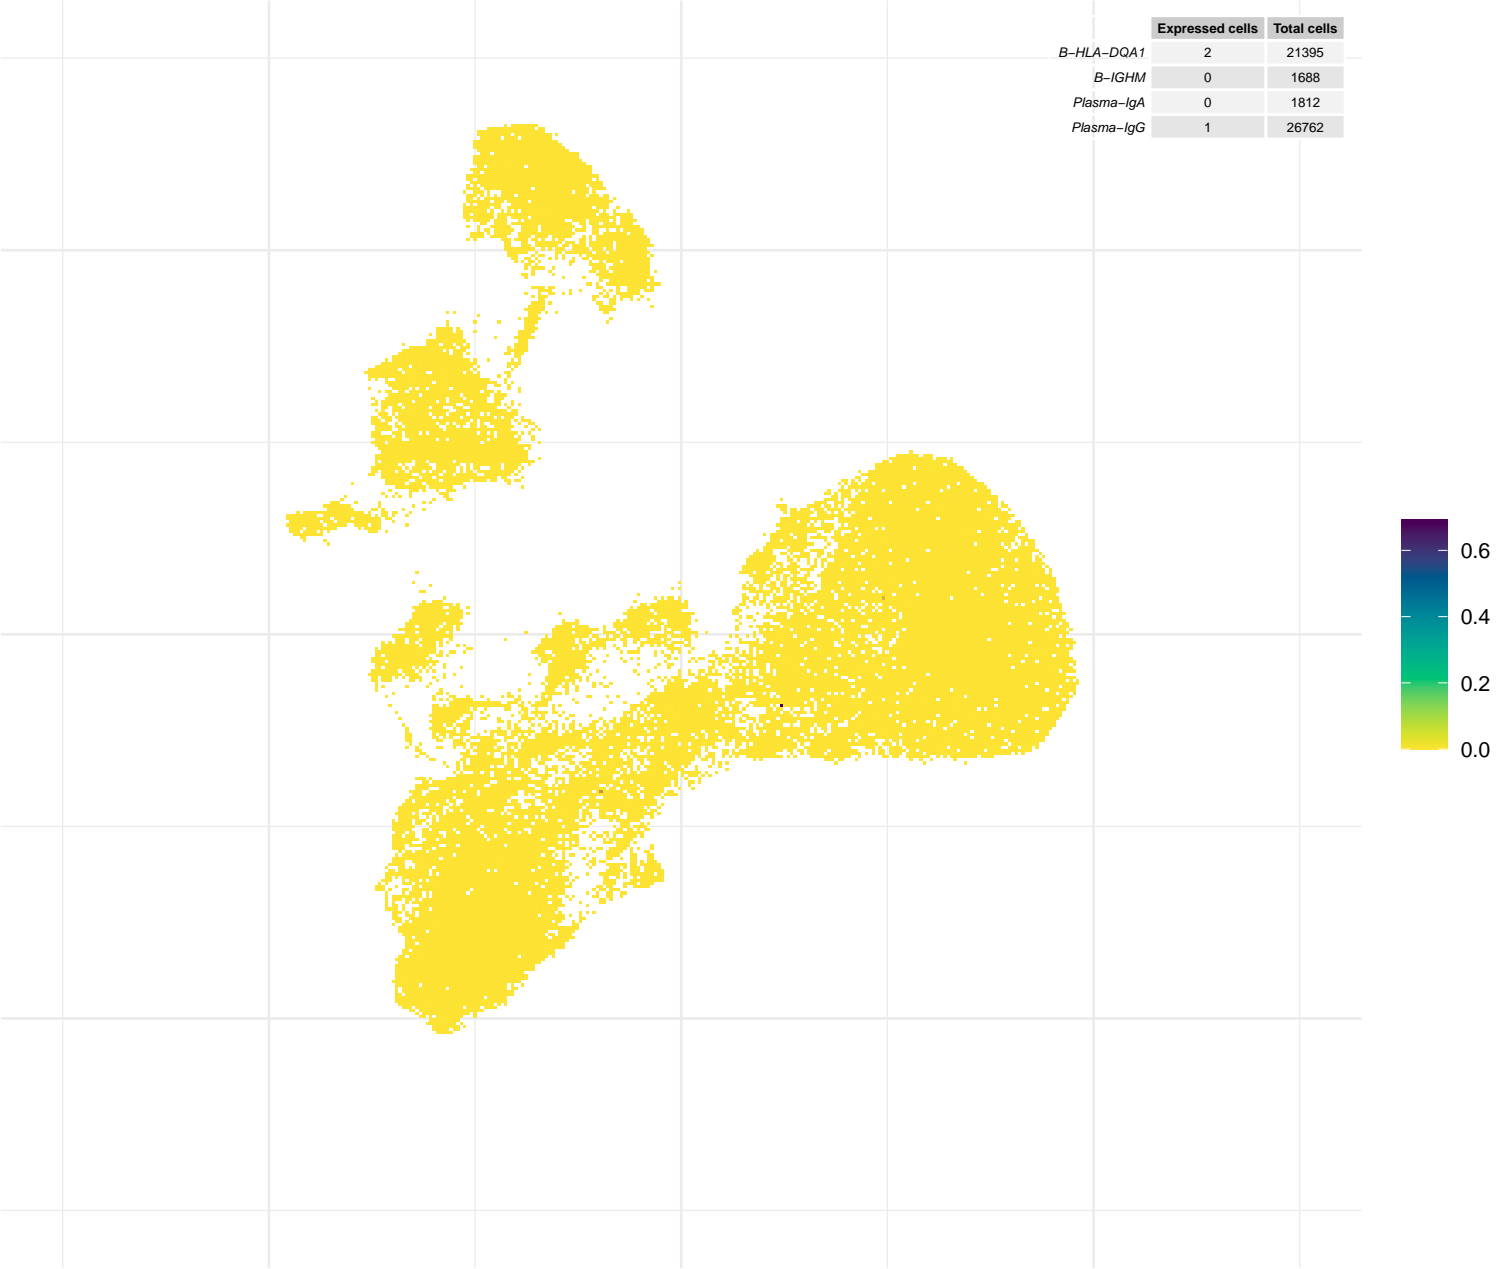 Expressed cells Total cells
B−HLA−DQA1 2 21395
B−IGHM 0 1688
Plasma−IgA 0 1812
Plasma−IgG 1 26762
0.6
0.4
0.2
0.0